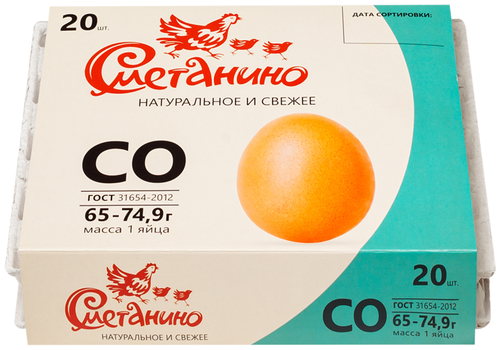 20 шт.
ДАТА СОРТИРОВКИ:
Сметанино
НАТУРАЛЬНОЕ И СВЕЖЕЕ
СО
ГОСТ 31654-2012
65-74,9г
масса 1 яйца
Сметанино
НАТУРАЛЬНОЕ И СВЕЖЕЕ
20 шт.
СО
ГОСТ 31654-2012
65-74,9г
масса 1 яйца